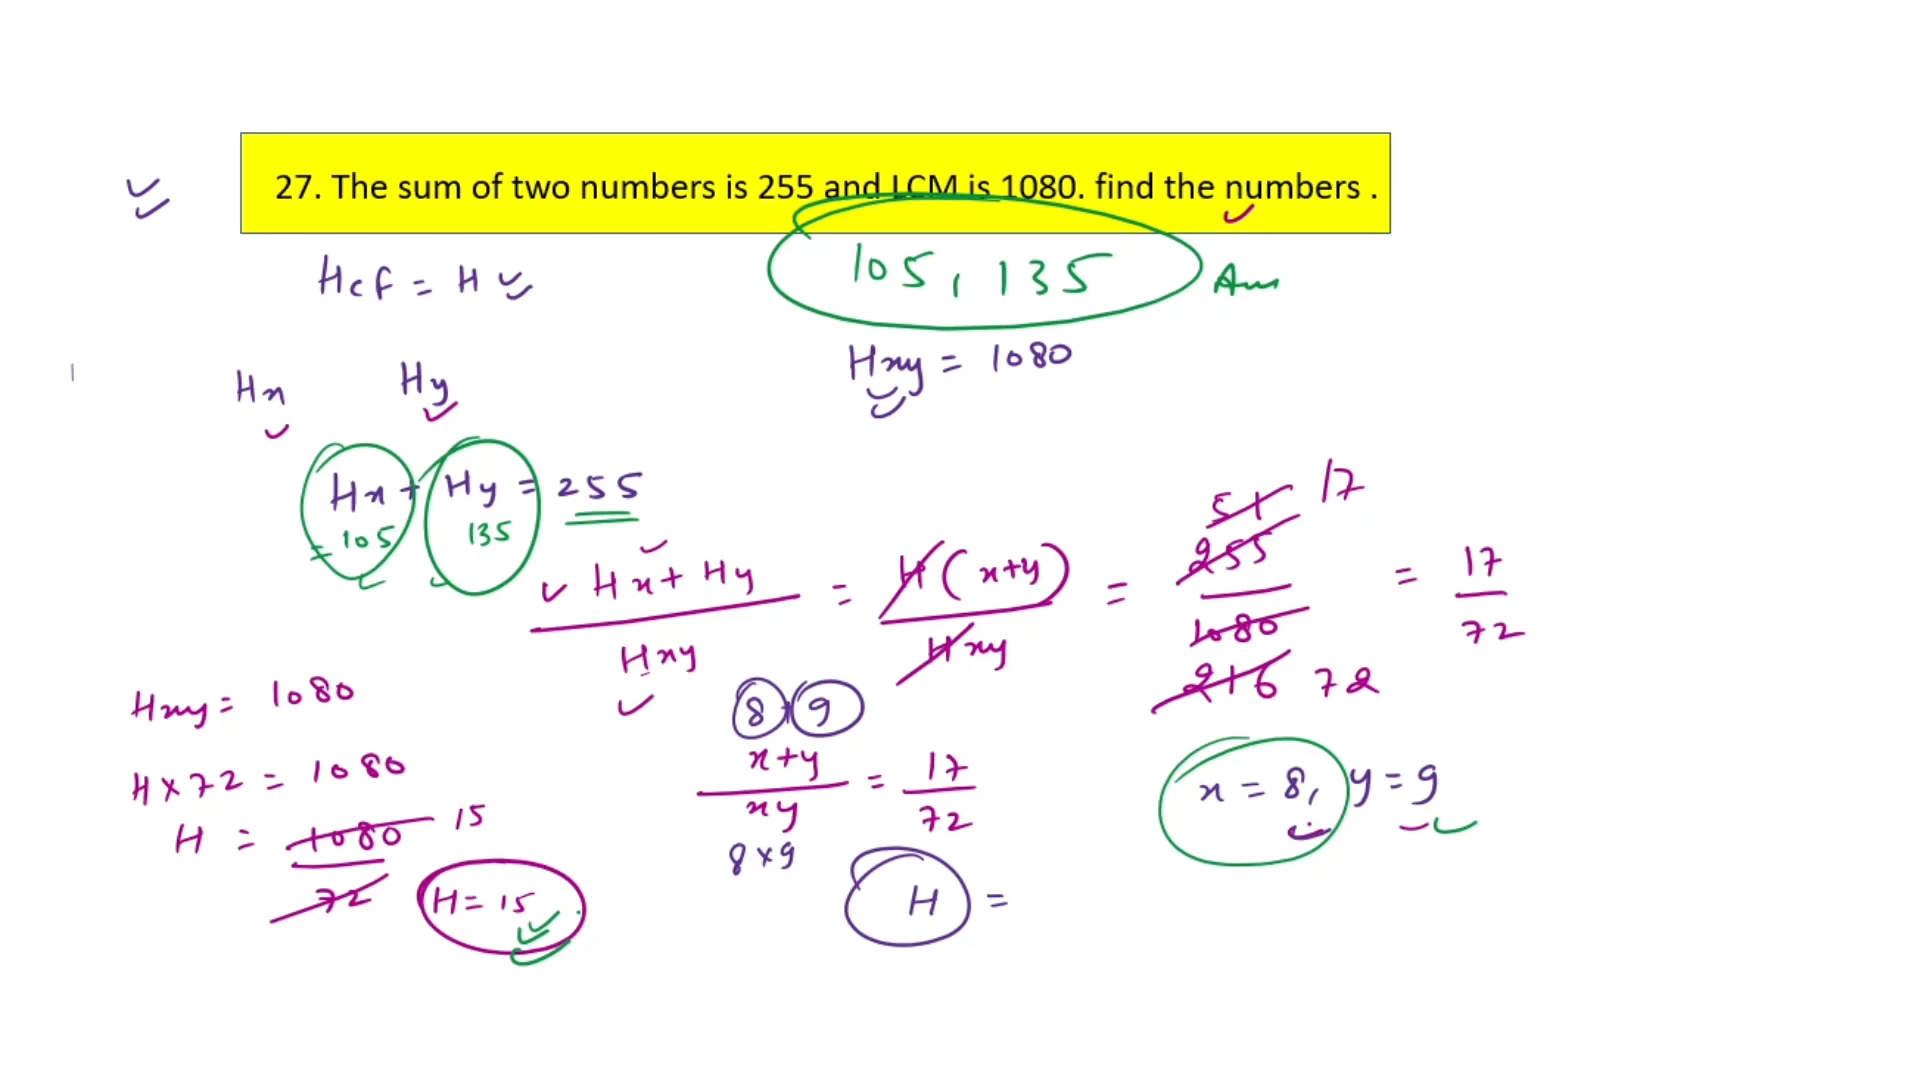 27. The sum of two numbers is 255 and LCM is 1080. find the numbers .
Hcf = H
105, 135 Ans
Hxy = 1080
Hx Hy
Hx + Hy = 255
= 105 135
Hx + Hy / Hxy = H(x+y) / Hxy = 255 / 1080 = 17 / 72
51 17
216 72
Hxy = 1080
H×72 = 1080
H = 1080 / 72 15
H = 15
8+9
x+y / xy = 17 / 72
8×9
H =
x = 8, y = 9